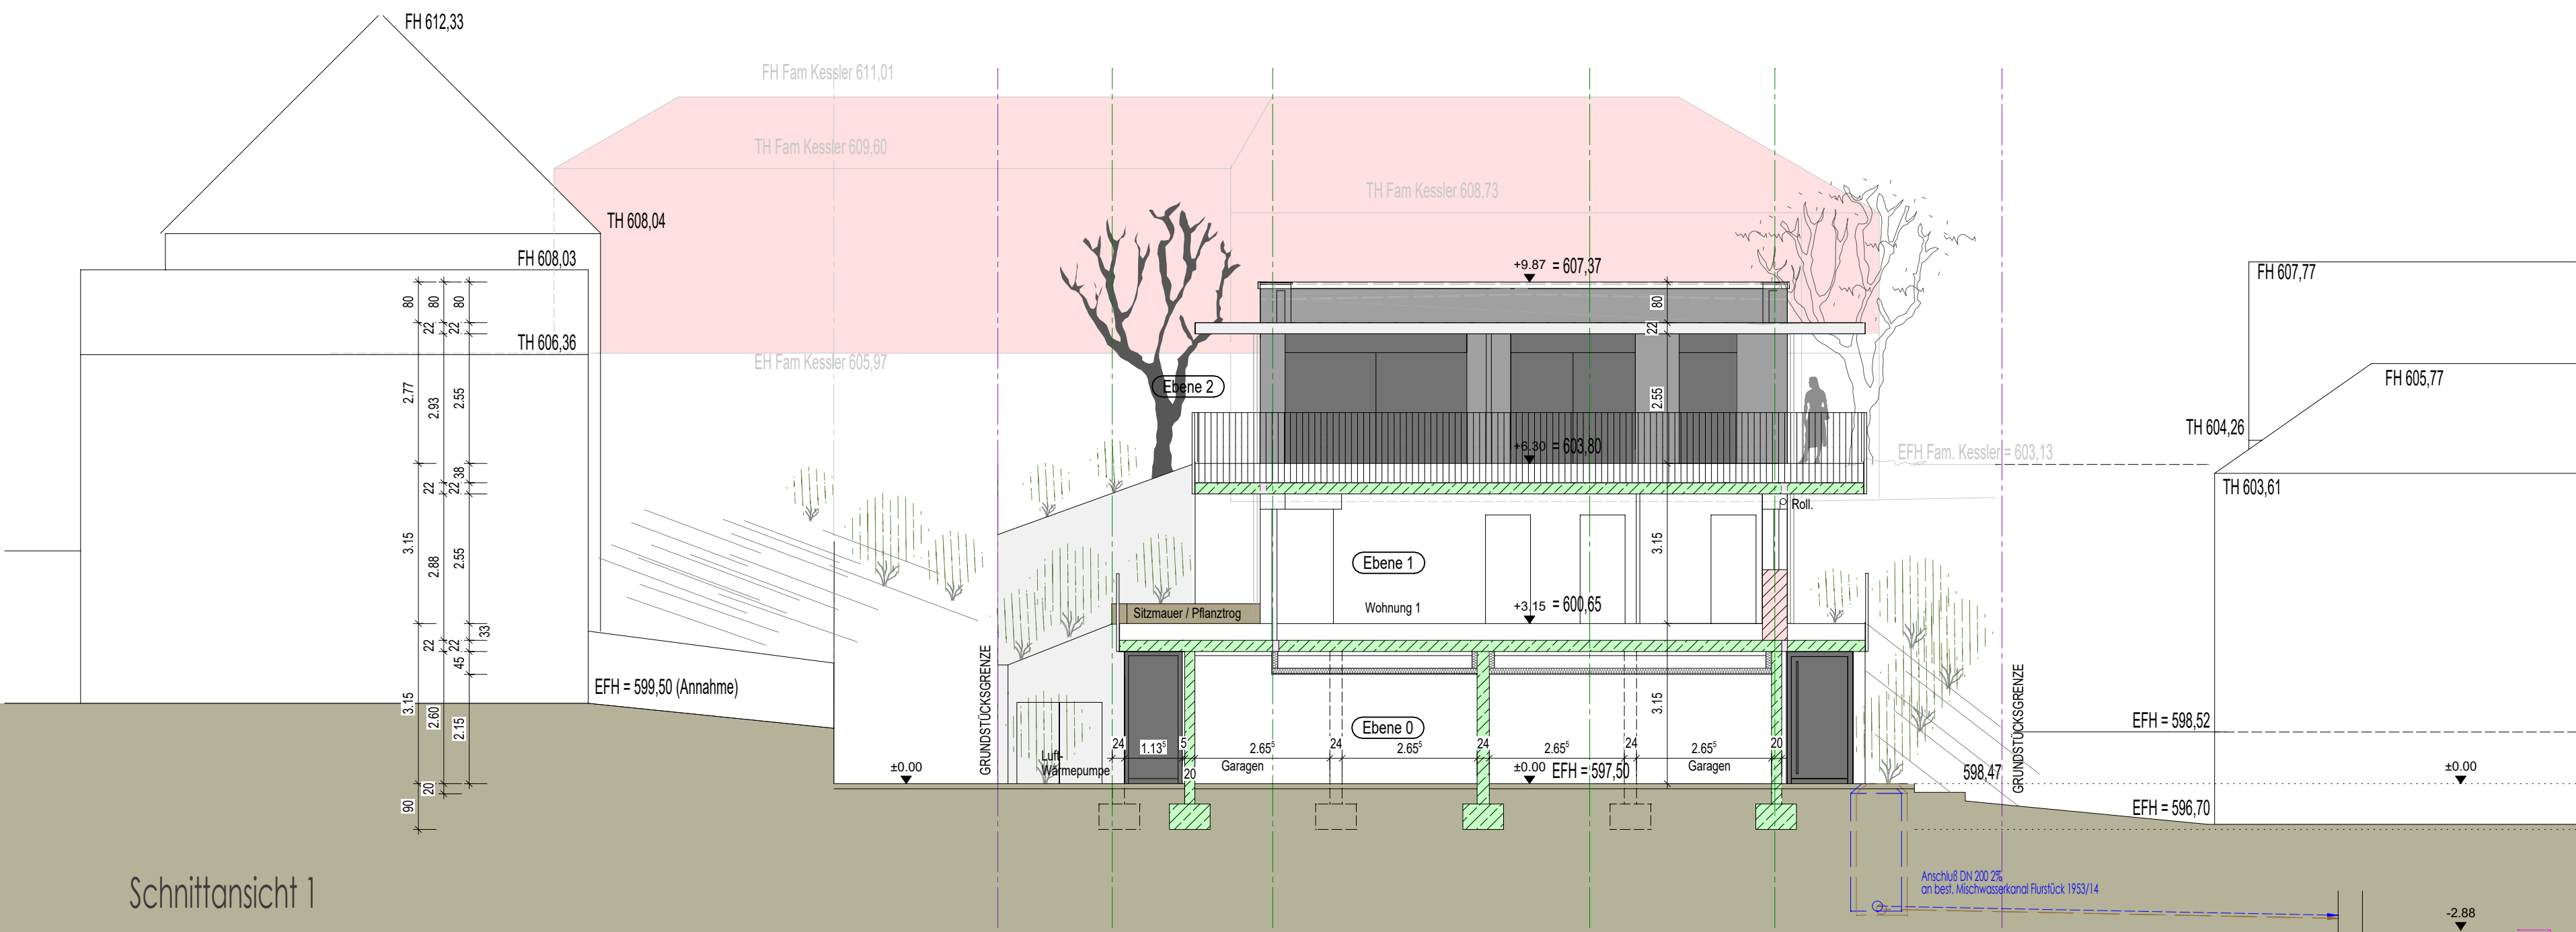 FH 612,33
FH Fam Kessler 611,01
TH Fam Kessler 609,60
TH Fam Kessler 608,73
TH 608,04
FH 608,03
+9.87 = 607,37
FH 607,77
80
80
80
80
22
22
22
TH 606,36
EH Fam Kessler 605,97
FH 605,77
Ebene 2
2.77
2.93
2.55
2.55
TH 604,26
+6.30 = 603,80
EFH Fam. Kessler = 603,13
38
22
22
TH 603,61
Roll.
3.15
2.88
2.55
3.15
Ebene 1
Wohnung 1
+3,15 = 600,65
Sitzmauer / Pflanztrog
33
22
22
45
GRUNDSTÜCKSGRENZE
GRUNDSTÜCKSGRENZE
EFH = 599,50 (Annahme)
3.15
2.60
2.15
3.15
Ebene 0
EFH = 598,52
24
1.13⁵
5
2.65⁵
24
2.65⁵
24
2.65⁵
24
2.65⁵
20
Luft-
Wärmepumpe
20
Garagen
Garagen
±0.00
±0.00 EFH = 597,50
598,47
±0.00
20
90
EFH = 596,70
Schnittansicht 1
Anschluß DN 200 2%
an best. Mischwasserkanal Flurstück 1953/14
-2.88